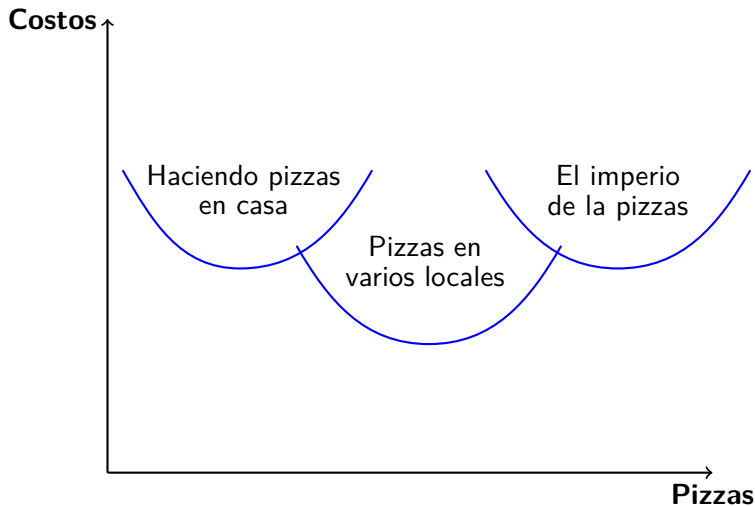 Costos
Haciendo pizzas
en casa
El imperio
de la pizzas
Pizzas en
varios locales
Pizzas